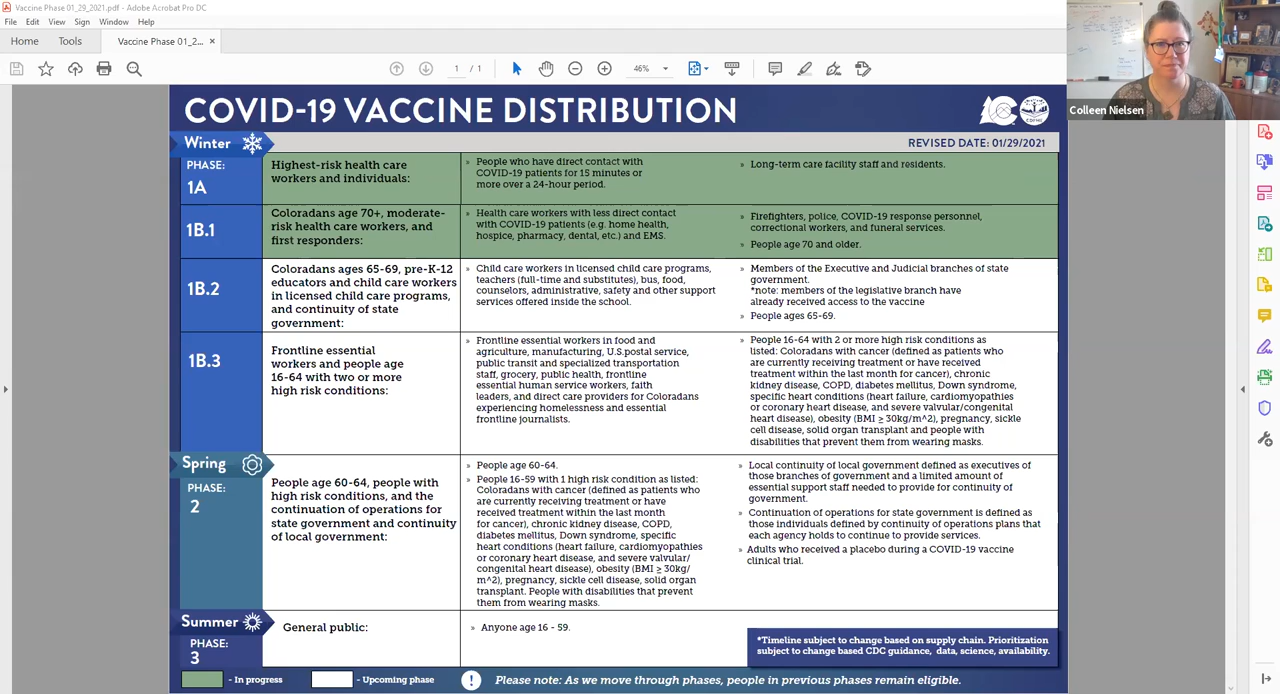 Vaccine Phase 01_29_2021.pdf - Adobe Acrobat Pro DC
File Edit View Sign Window Help
Home Tools Vaccine Phase 01_2... ×
1 / 1 46%
Colleen Nielsen
COVID-19 VACCINE DISTRIBUTION
CDPHE
Winter
REVISED DATE: 01/29/2021
PHASE:
1A
Highest-risk health care
workers and individuals:
» People who have direct contact with
COVID-19 patients for 15 minutes or
more over a 24-hour period.
» Long-term care facility staff and residents.
1B.1
Coloradans age 70+, moderate-
risk health care workers, and
first responders:
» Health care workers with less direct contact
with COVID-19 patients (e.g. home health,
hospice, pharmacy, dental, etc.) and EMS.
» Firefighters, police, COVID-19 response personnel,
correctional workers, and funeral services.
» People age 70 and older.
1B.2
Coloradans ages 65-69, pre-K-12
educators and child care workers
in licensed child care programs,
and continuity of state
government:
» Child care workers in licensed child care programs,
teachers (full-time and substitutes), bus, food,
counselors, administrative, safety and other support
services offered inside the school.
» Members of the Executive and Judicial branches of state
government.
*note: members of the legislative branch have
already received access to the vaccine
» People ages 65-69.
1B.3
Frontline essential
workers and people age
16-64 with two or more
high risk conditions:
» Frontline essential workers in food and
agriculture, manufacturing, U.S.postal service,
public transit and specialized transportation
staff, grocery, public health, frontline
essential human service workers, faith
leaders, and direct care providers for Coloradans
experiencing homelessness and essential
frontline journalists.
» People 16-64 with 2 or more high risk conditions as
listed: Coloradans with cancer (defined as patients who
are currently receiving treatment or have received
treatment within the last month for cancer), chronic
kidney disease, COPD, diabetes mellitus, Down syndrome,
specific heart conditions (heart failure, cardiomyopathies
or coronary heart disease, and severe valvular/congenital
heart disease), obesity (BMI ≥ 30kg/m^2), pregnancy, sickle
cell disease, solid organ transplant and people with
disabilities that prevent them from wearing masks.
Spring
PHASE:
2
People age 60-64, people with
high risk conditions, and the
continuation of operations for
state government and continuity
of local government:
» People age 60-64.
» People 16-59 with 1 high risk condition as listed:
Coloradans with cancer (defined as patients who
are currently receiving treatment or have
received treatment within the last month
for cancer), chronic kidney disease, COPD,
diabetes mellitus, Down syndrome, specific
heart conditions (heart failure, cardiomyopathies
or coronary heart disease, and severe valvular/
congenital heart disease), obesity (BMI ≥ 30kg/
m^2), pregnancy, sickle cell disease, solid organ
transplant. People with disabilities that prevent
them from wearing masks.
» Local continuity of local government defined as executives of
those branches of government and a limited amount of
essential support staff needed to provide for continuity of
government.
» Continuation of operations for state government is defined as
those individuals defined by continuity of operations plans that
each agency holds to continue to provide services.
» Adults who received a placebo during a COVID-19 vaccine
clinical trial.
Summer
PHASE:
3
General public:
» Anyone age 16 - 59.
*Timeline subject to change based on supply chain. Prioritization
subject to change based CDC guidance, data, science, availability.
- In progress - Upcoming phase ! Please note: As we move through phases, people in previous phases remain eligible.